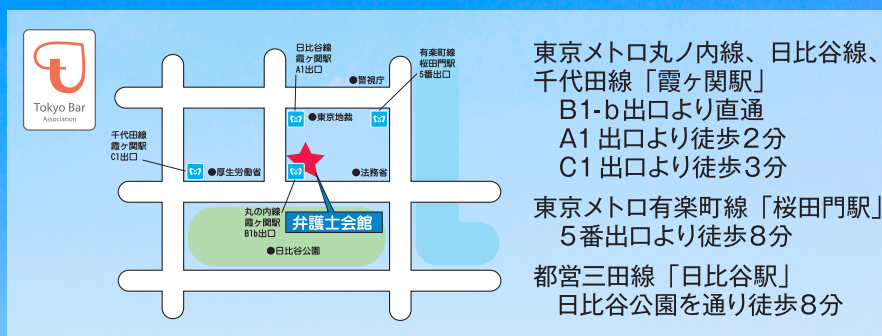 Tokyo Bar
Association
日比谷線
霞ヶ関駅
A1出口
有楽町線
桜田門駅
5番出口
●警視庁
●東京地裁
千代田線
霞ヶ関駅
C1出口
●厚生労働省
●法務省
丸の内線
霞ヶ関駅
B1b出口
弁護士会館
●日比谷公園
東京メトロ丸ノ内線、日比谷線、
千代田線「霞ヶ関駅」
B1-b出口より直通
A1出口より徒歩2分
C1出口より徒歩3分
東京メトロ有楽町線「桜田門駅」
5番出口より徒歩8分
都営三田線「日比谷駅」
日比谷公園を通り徒歩8分